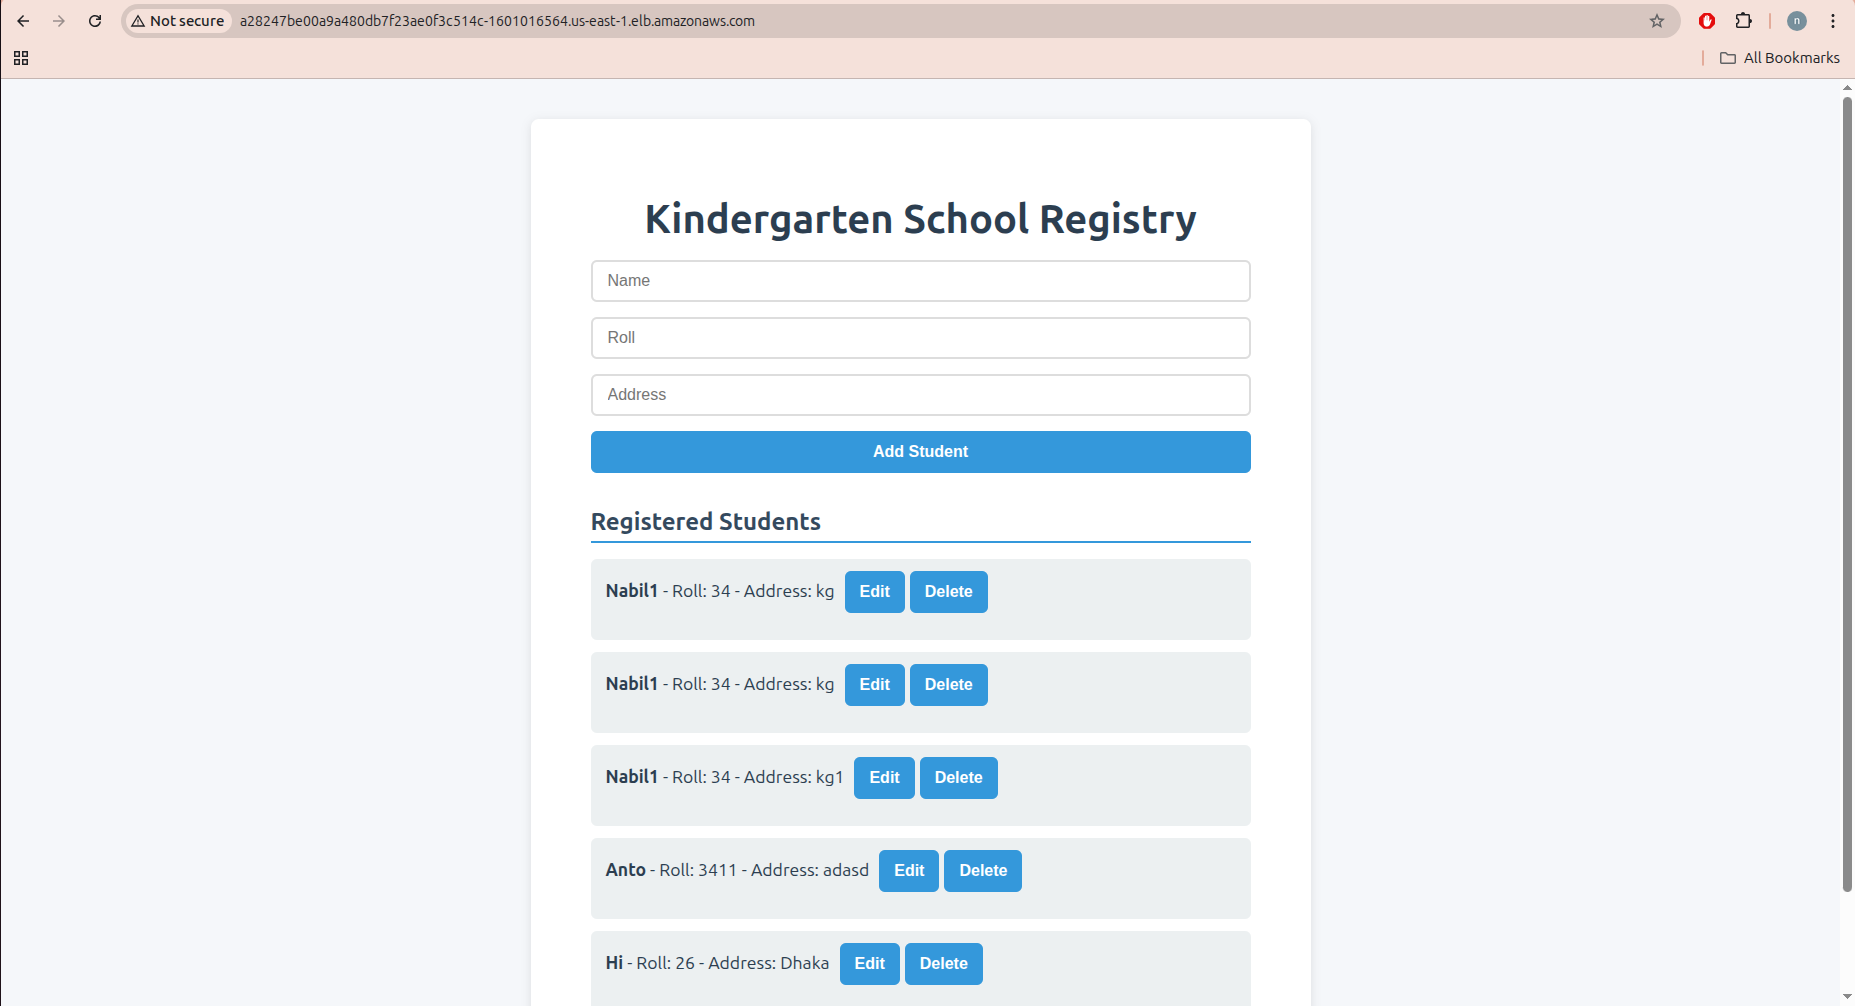 Not secure a28247be00a9a480db7f23ae0f3c514c-1601016564.us-east-1.elb.amazonaws.com n
All Bookmarks
Kindergarten School Registry
Name
Roll
Address
Add Student
Registered Students
Nabil1 - Roll: 34 - Address: kg Edit Delete
Nabil1 - Roll: 34 - Address: kg Edit Delete
Nabil1 - Roll: 34 - Address: kg1 Edit Delete
Anto - Roll: 3411 - Address: adasd Edit Delete
Hi - Roll: 26 - Address: Dhaka Edit Delete